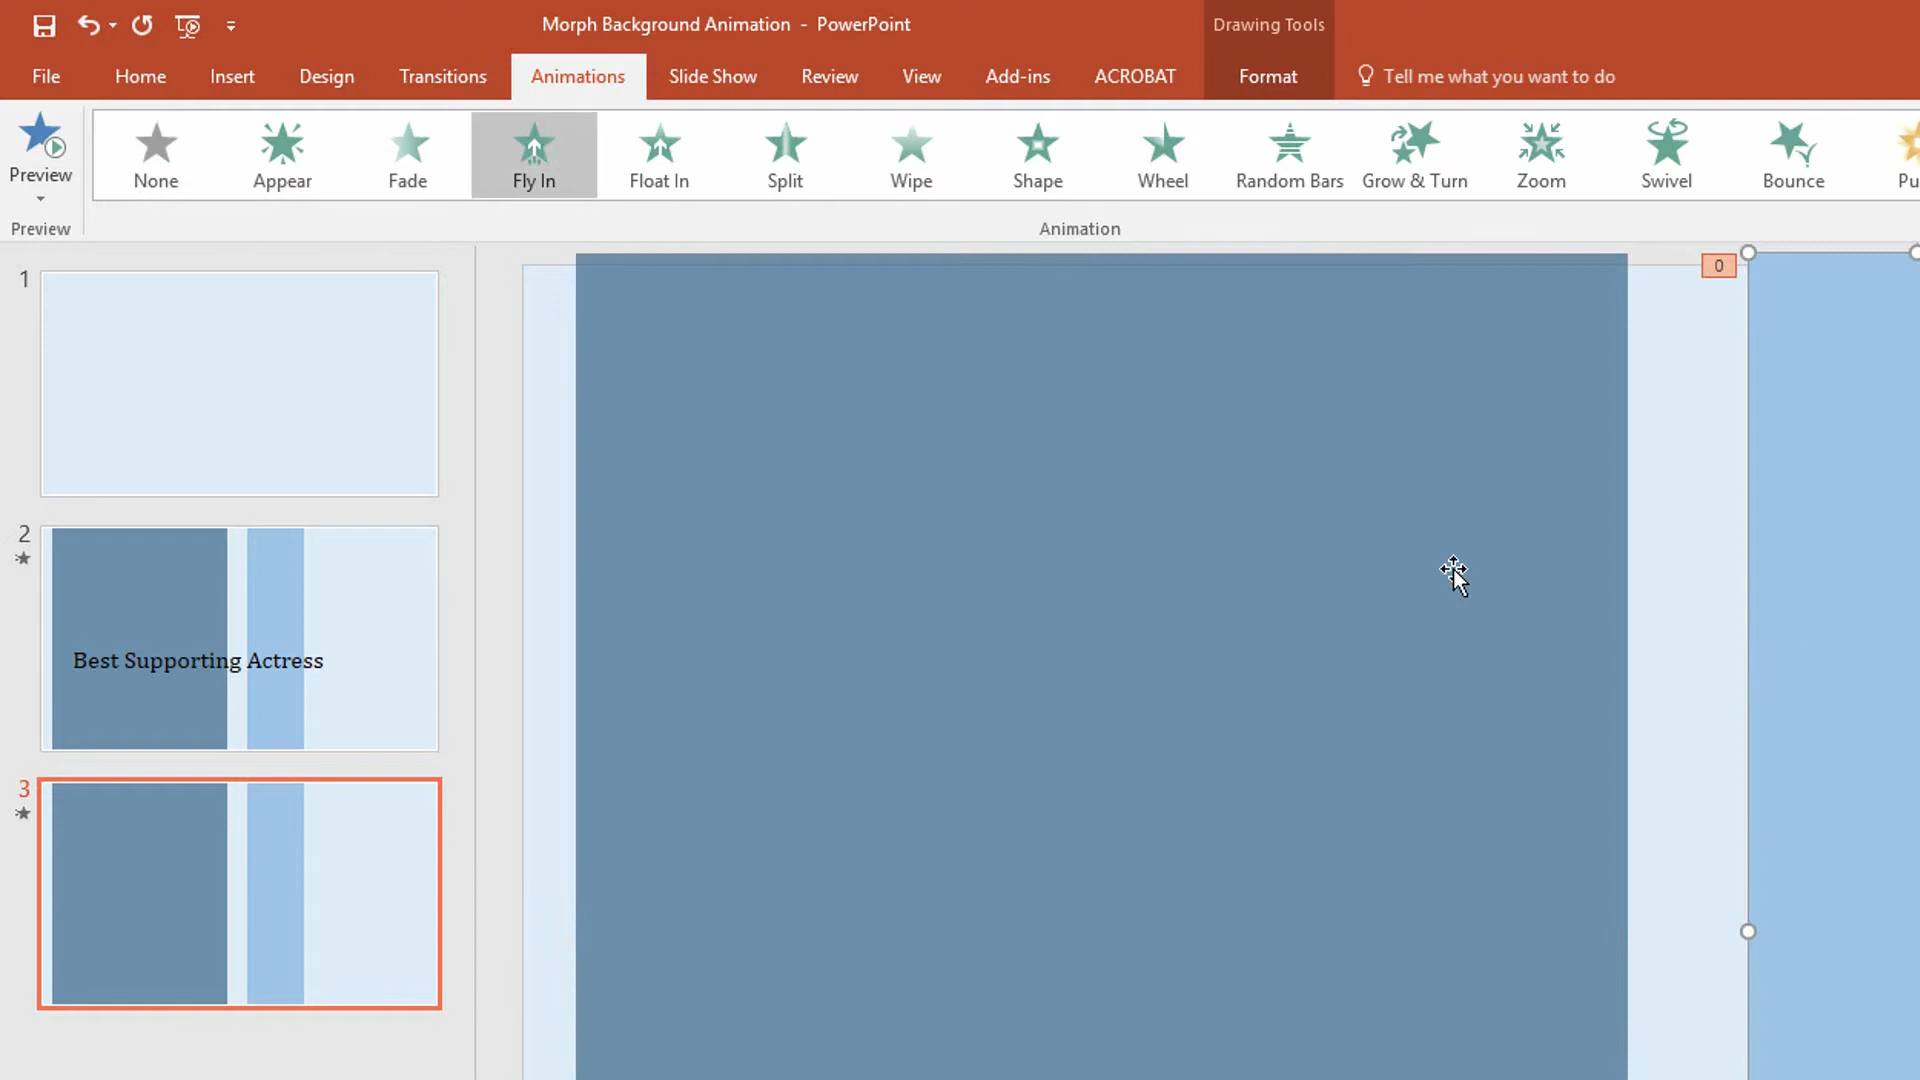 Morph Background Animation - PowerPoint
Drawing Tools
File Home Insert Design Transitions Animations Slide Show Review View Add-ins ACROBAT Format Tell me what you want to do
Preview None Appear Fade Fly In Float In Split Wipe Shape Wheel Random Bars Grow & Turn Zoom Swivel Bounce Pu
Preview Animation
1
0
2
Best Supporting Actress
3